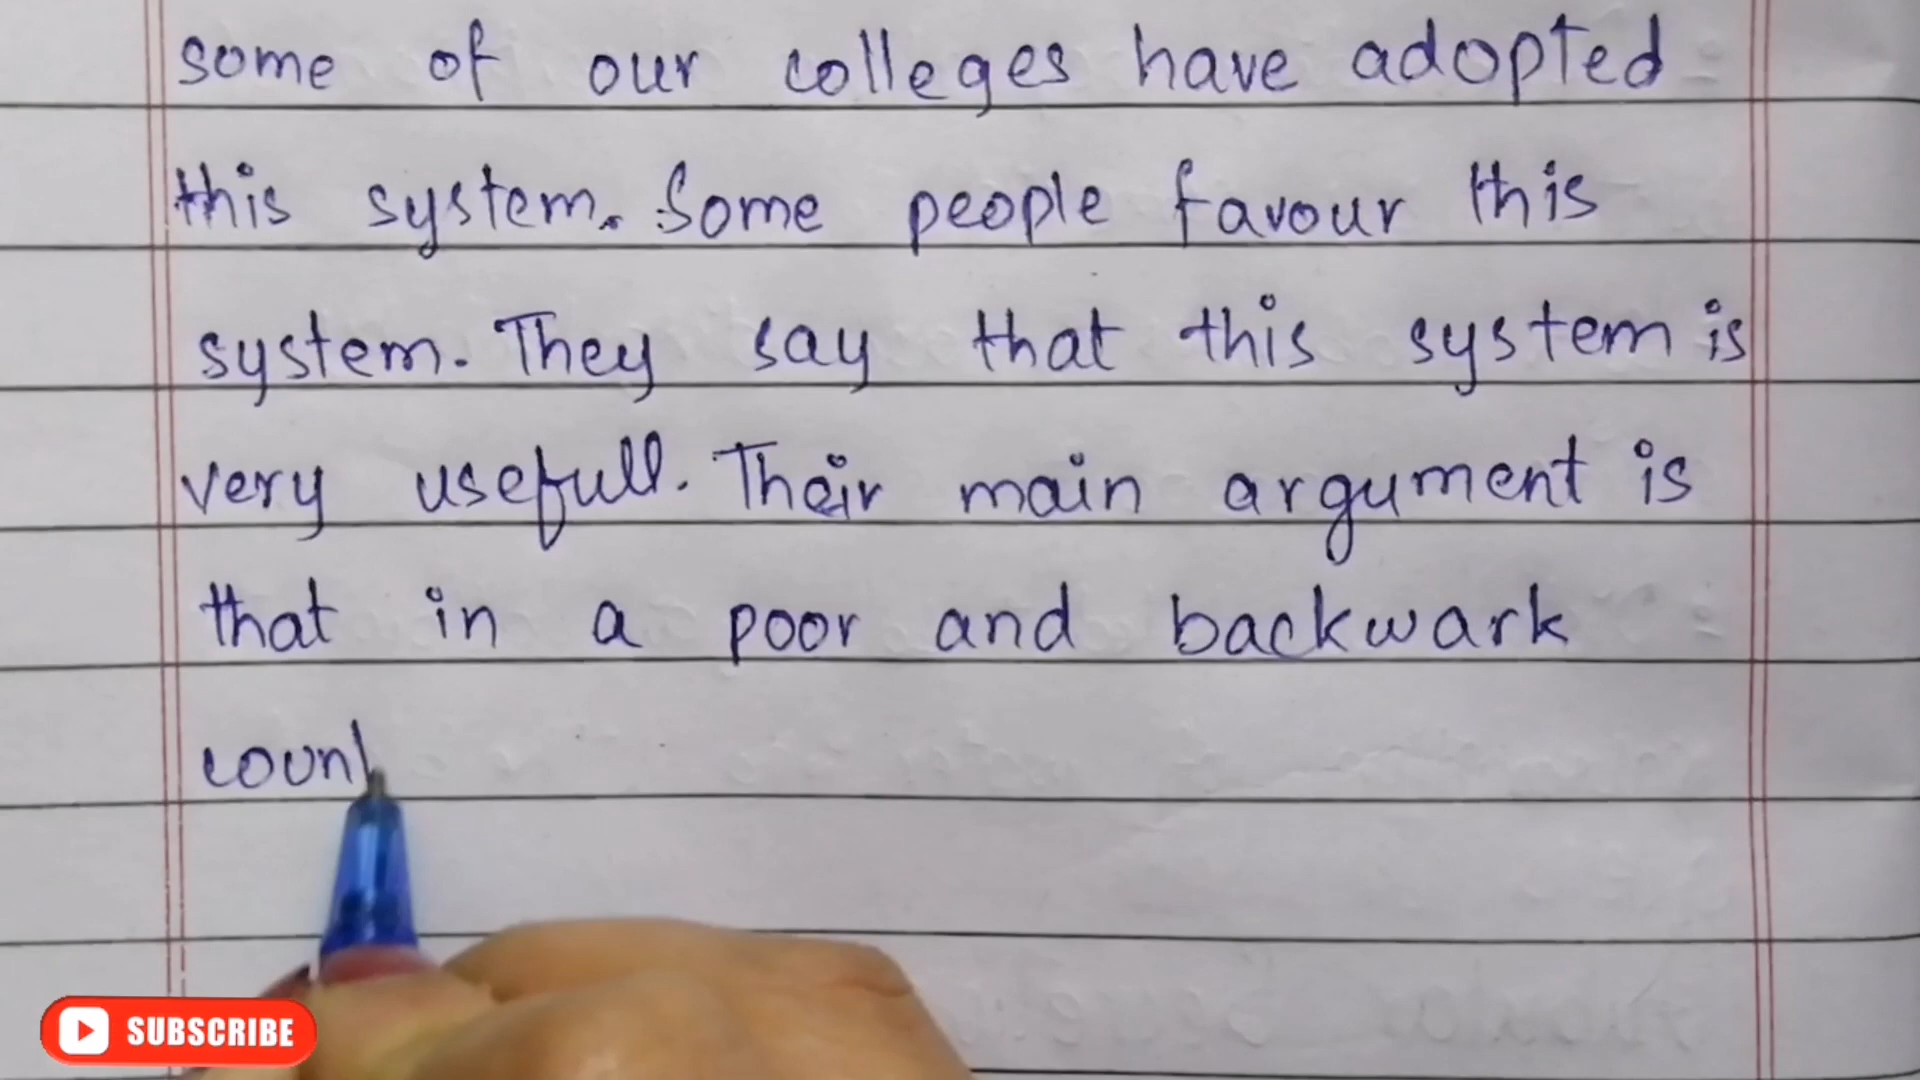 some of our colleges have adopted
this system. Some people favour this
system. They say that this system is
very usefull. Their main argument is
that in a poor and backwark
coun
SUBSCRIBE